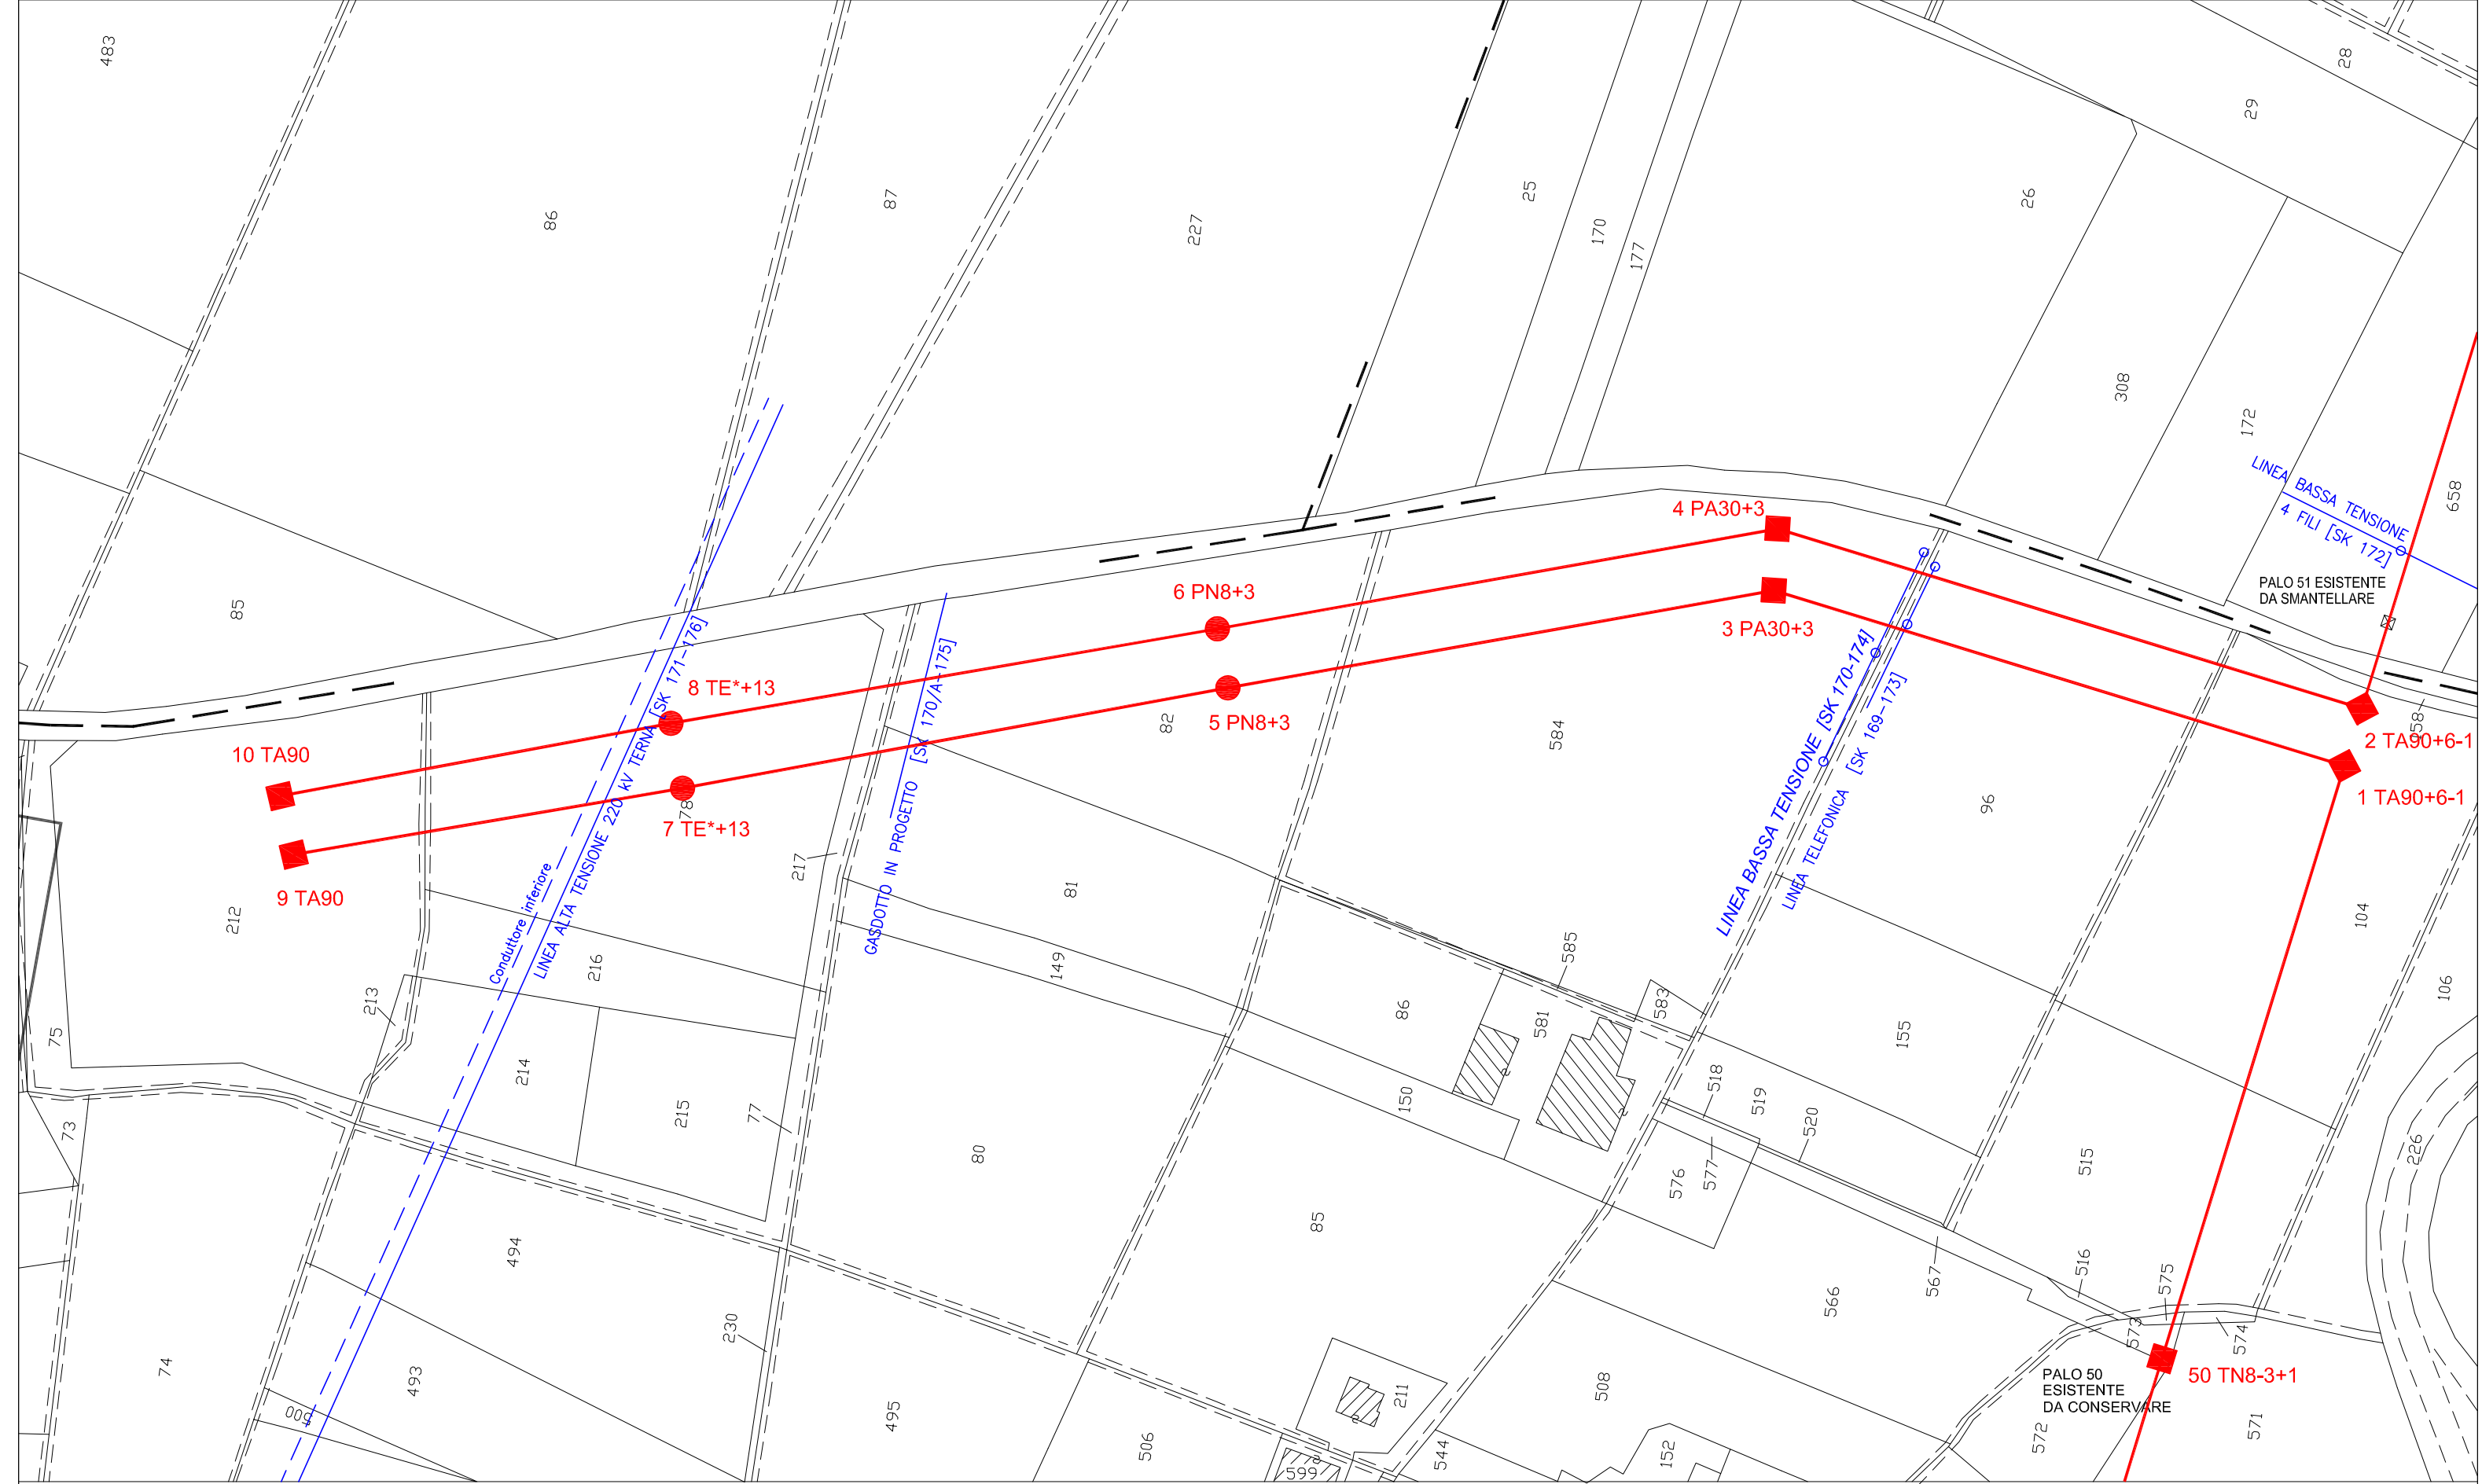 483
86
87
227
25
170
177
26
28
29
308
172
658
LINEA BASSA TENSIONE
4 FILI [SK 172]
PALO 51 ESISTENTE
DA SMANTELLARE
85
4 PA30+3
6 PN8+3
3 PA30+3
8 TE*+13
10 TA90
5 PN8+3
82
584
658
2 TA90+6-1
1 TA90+6-1
7 TE*+13
78
9 TA90
LINEA ALTA TENSIONE 220 kV TERNA [SK 171-176]
Conduttore inferiore
GASDOTTO IN PROGETTO [SK 170/A-175]
LINEA BASSA TENSIONE [SK 170-174]
LINEA TELEFONICA [SK 169-173]
96
217
81
212
104
216
149
585
213
86
581
583
106
75
155
214
518
519
150
215
77
520
73
80
577
576
515
226
85
494
567
516
575
230
566
573
574
74
493
PALO 50
ESISTENTE
DA CONSERVARE
50 TN8-3+1
211
508
500
495
506
544
152
572
571
599